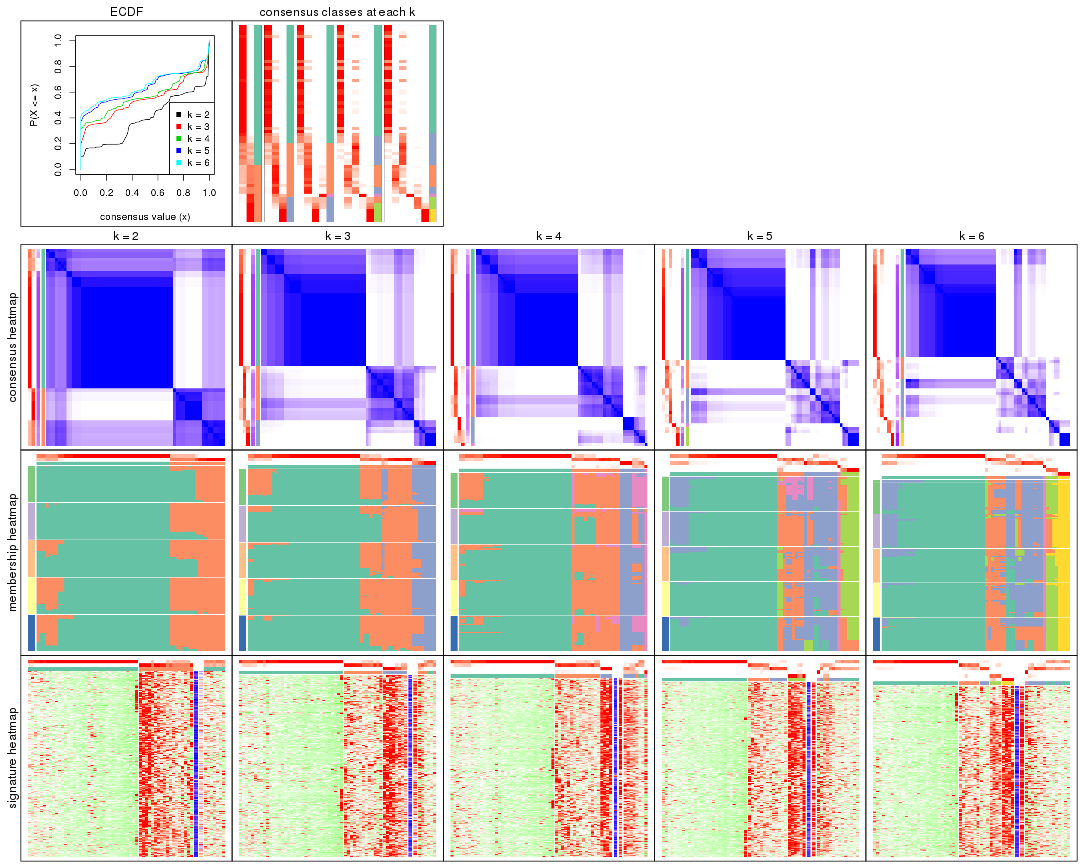 ECDF
consensus classes at each k
P(X <= x)
0.0 0.2 0.4 0.6 0.8 1.0
k = 2
k = 3
k = 4
k = 5
k = 6
0.0 0.2 0.4 0.6 0.8 1.0
consensus value (x)
k = 2 k = 3 k = 4 k = 5 k = 6
consensus heatmap
membership heatmap
signature heatmap